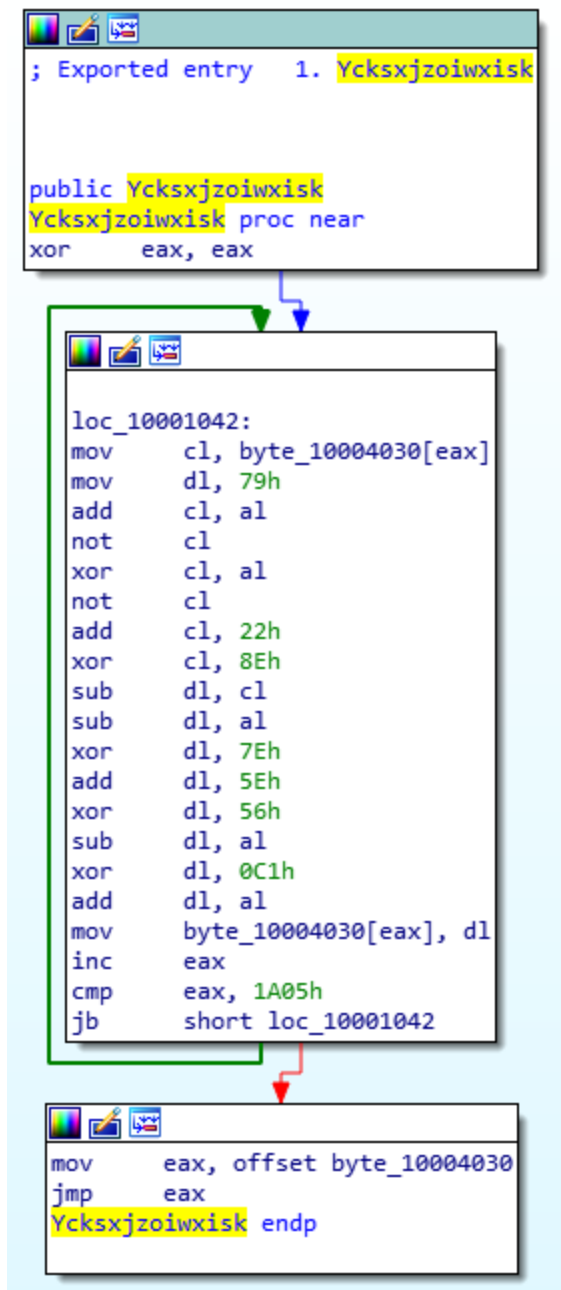 ; Exported entry   1. Ycksxjzoiwxisk
public Ycksxjzoiwxisk
Ycksxjzoiwxisk proc near
xor     eax, eax
loc_10001042:
mov     cl, byte_10004030[eax]
mov     dl, 79h
add     cl, al
not     cl
xor     cl, al
not     cl
add     cl, 22h
xor     cl, 8Eh
sub     dl, cl
sub     dl, al
xor     dl, 7Eh
add     dl, 5Eh
xor     dl, 56h
sub     dl, al
xor     dl, 0C1h
add     dl, al
mov     byte_10004030[eax], dl
inc     eax
cmp     eax, 1A05h
jb      short loc_10001042
mov     eax, offset byte_10004030
jmp     eax
Ycksxjzoiwxisk endp